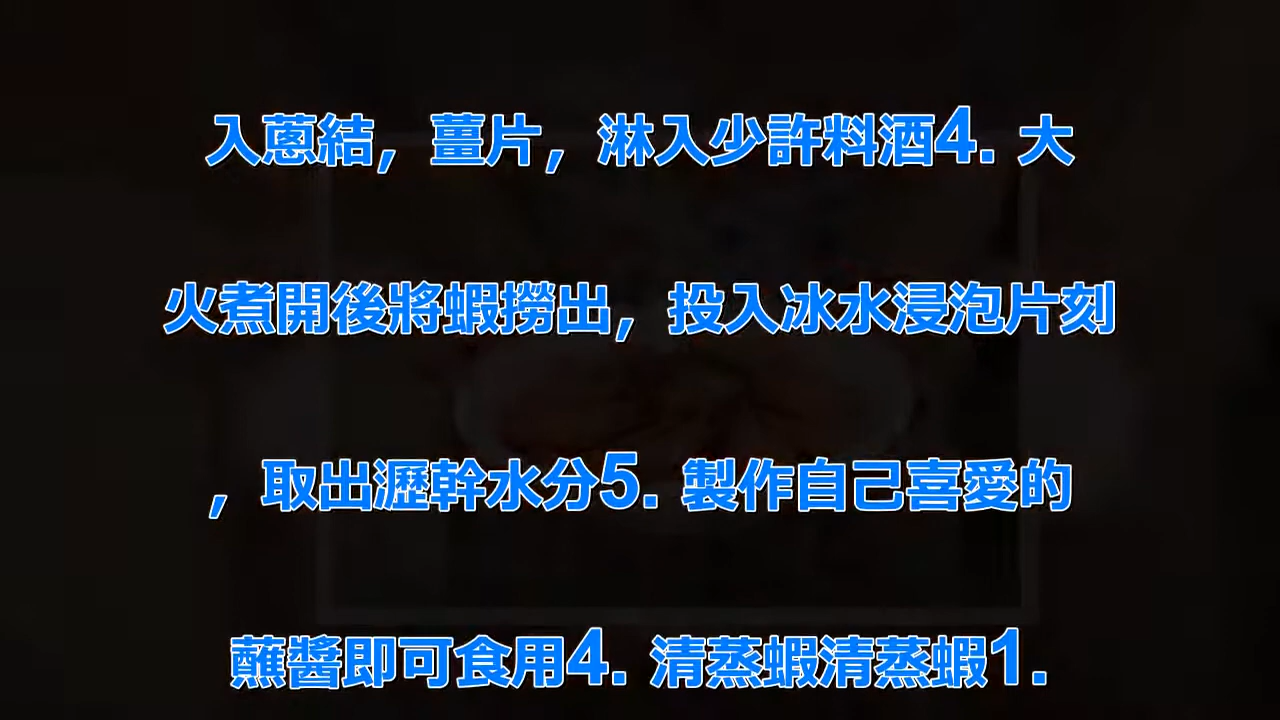 入蔥結，薑片，淋入少許料酒4. 大
火煮開後將蝦撈出，投入冰水浸泡片刻
，取出瀝幹水分5. 製作自己喜愛的
蘸醬即可食用4. 清蒸蝦清蒸蝦1.